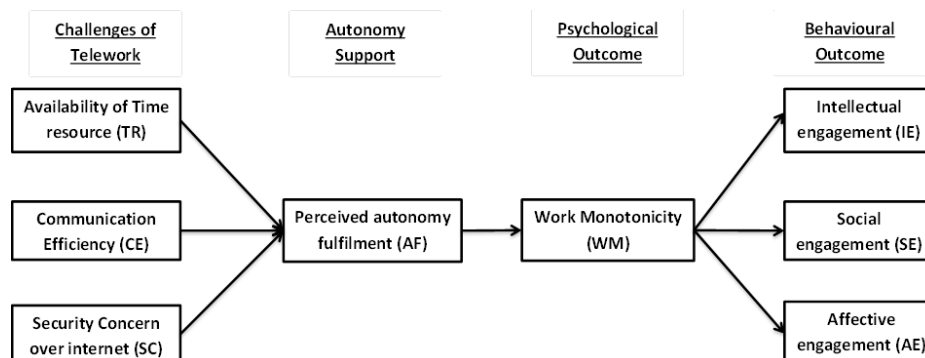 Challenges of
Telework
Autonomy
Support
Psychological
Outcome
Behavioural
Outcome
Availability of Time
resource (TR)
Communication
Efficiency (CE)
Security Concern
over internet (SC)
Perceived autonomy
fulfilment (AF)
Work Monotonicity
(WM)
Intellectual
engagement (IE)
Social
engagement (SE)
Affective
engagement (AE)